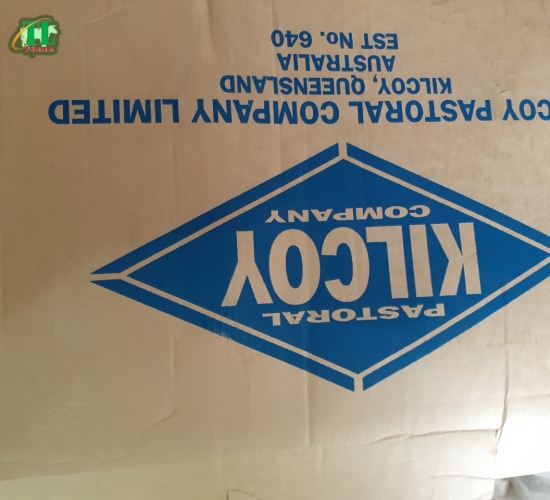 PASTORAL
KILCOY
COMPANY
COY PASTORAL COMPANY LIMITED
KILCOY, QUEENSLAND
AUSTRALIA
EST No. 640